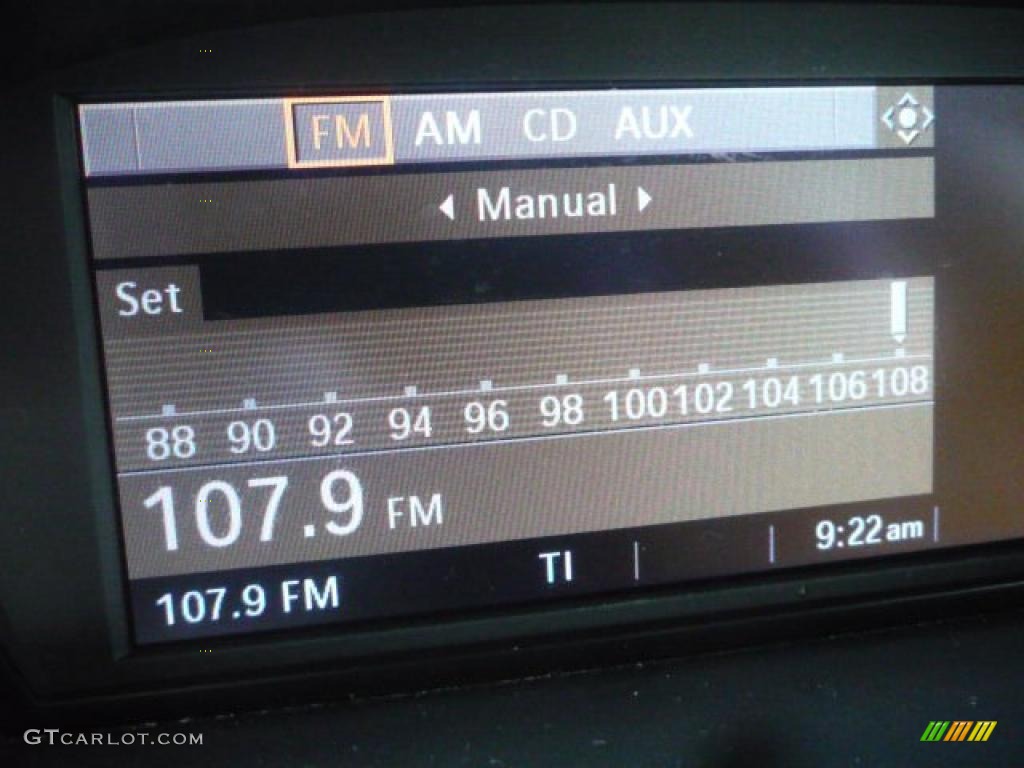 FM AM CD AUX
Manual
Set
88 90 92 94 96 98 100 102 104 106 108
107.9 FM
107.9 FM TI 9:22am
GTCARLOT.COM